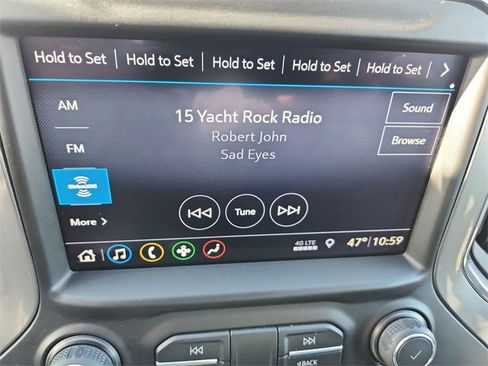 Hold to Set Hold to Set Hold to Set Hold to Set Hold to Set
AM
15 Yacht Rock Radio
Sound
Robert John
FM
Browse
Sad Eyes
SiriusXM
Tune
More
4G LTE 47° 10:59
BACK